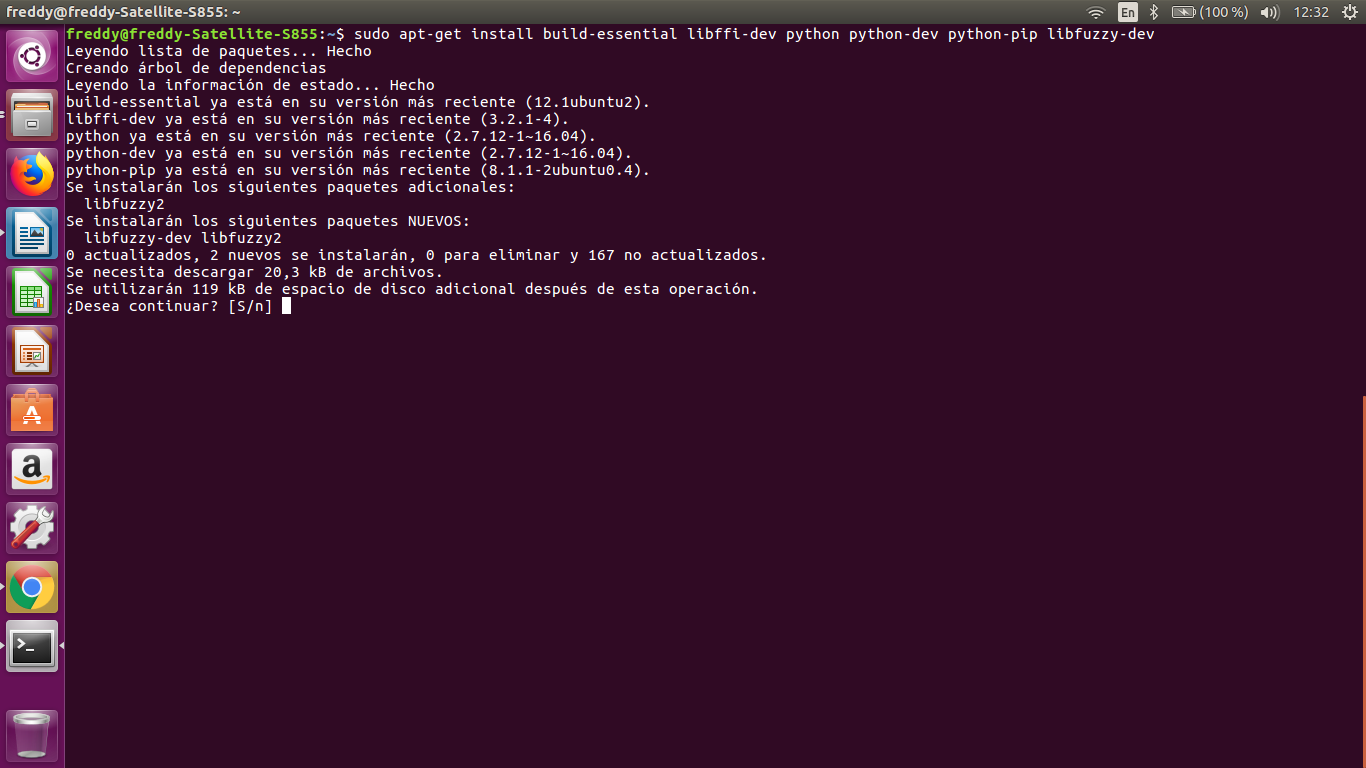 freddy@freddy-Satellite-S855: ~
En
(100 %)
12:32
freddy@freddy-Satellite-S855:~$ sudo apt-get install build-essential libffi-dev python python-dev python-pip libfuzzy-dev
Leyendo lista de paquetes... Hecho
Creando árbol de dependencias
Leyendo la información de estado... Hecho
build-essential ya está en su versión más reciente (12.1ubuntu2).
libffi-dev ya está en su versión más reciente (3.2.1-4).
python ya está en su versión más reciente (2.7.12-1~16.04).
python-dev ya está en su versión más reciente (2.7.12-1~16.04).
python-pip ya está en su versión más reciente (8.1.1-2ubuntu0.4).
Se instalarán los siguientes paquetes adicionales:
  libfuzzy2
Se instalarán los siguientes paquetes NUEVOS:
  libfuzzy-dev libfuzzy2
0 actualizados, 2 nuevos se instalarán, 0 para eliminar y 167 no actualizados.
Se necesita descargar 20,3 kB de archivos.
Se utilizarán 119 kB de espacio de disco adicional después de esta operación.
¿Desea continuar? [S/n]